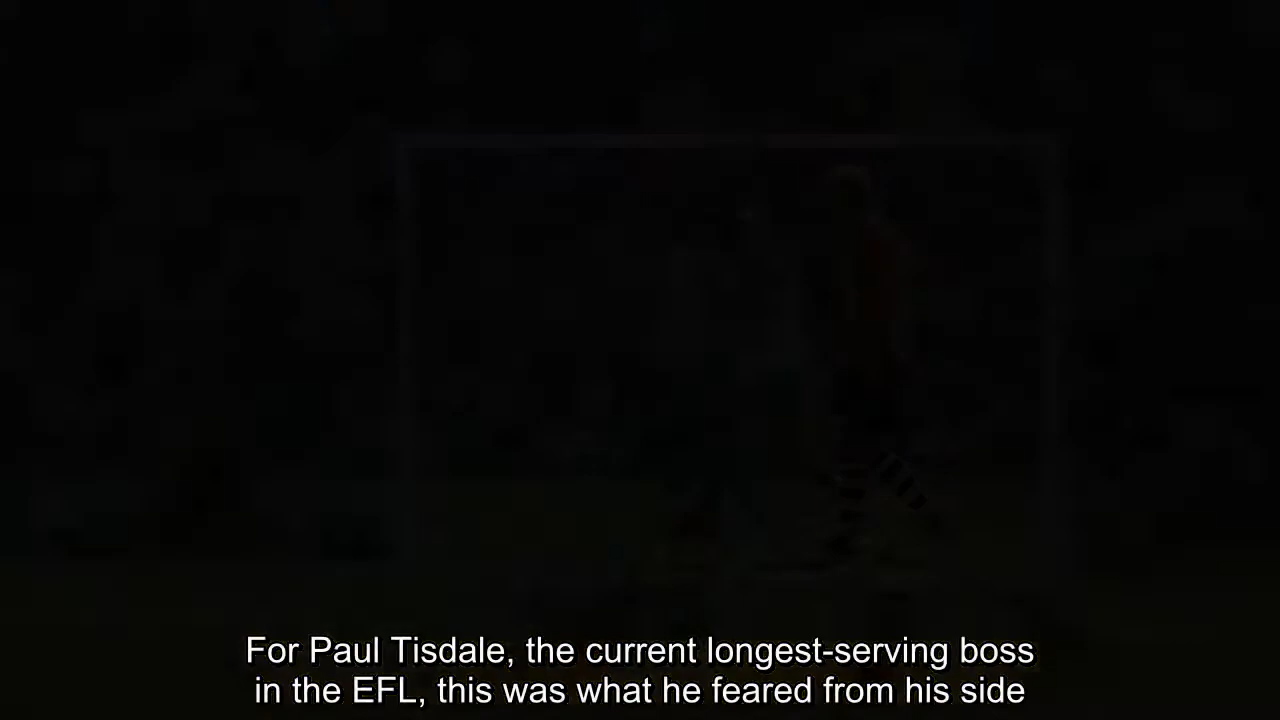 For Paul Tisdale, the current longest-serving boss
in the EFL, this was what he feared from his side